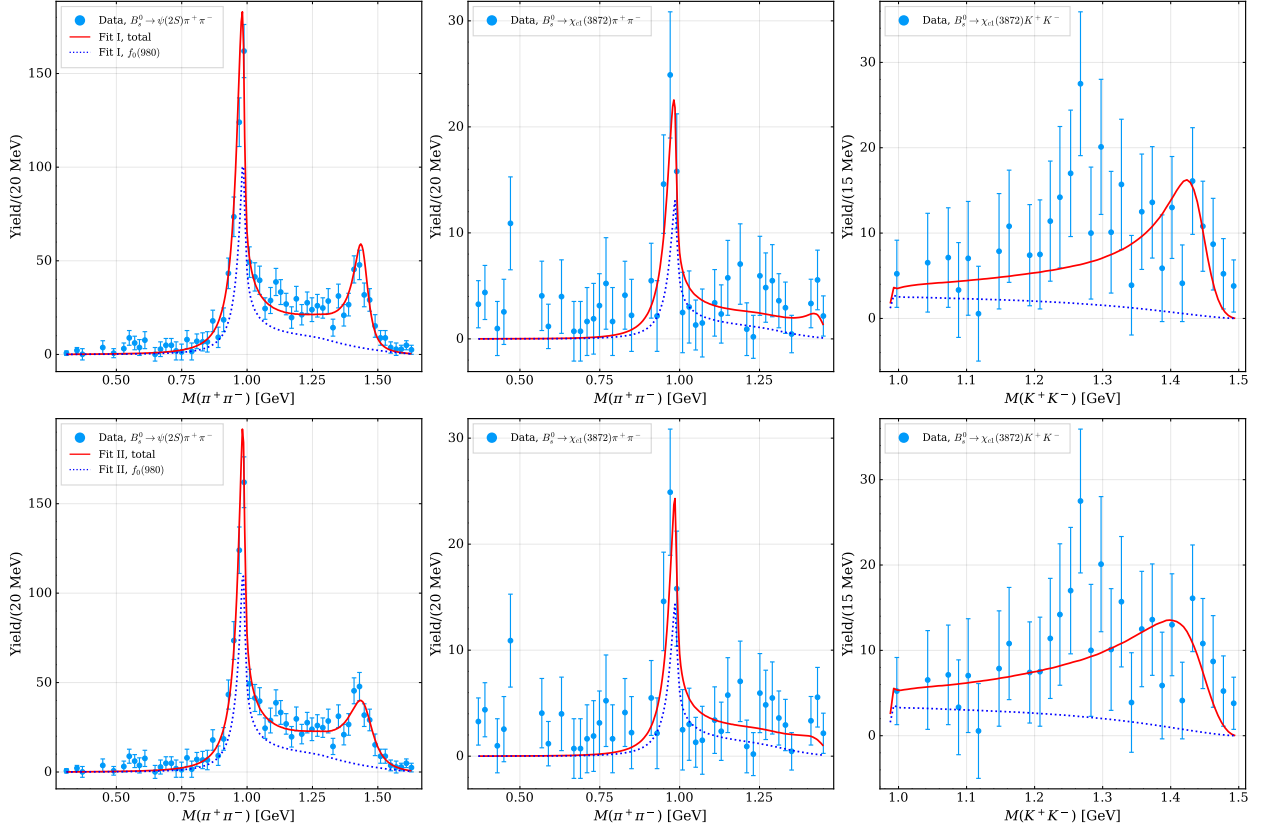 Data, B_s^0 → ψ(2S)π⁺π⁻
Fit I, total
Fit I, f₀(980)
Yield/(20 MeV)
150
100
50
0
0.50 0.75 1.00 1.25 1.50
M(π⁺π⁻) [GeV]
Data, B_s^0 → χ_c1(3872)π⁺π⁻
Yield/(20 MeV)
30
20
10
0
0.50 0.75 1.00 1.25
M(π⁺π⁻) [GeV]
Data, B_s^0 → χ_c1(3872)K⁺K⁻
Yield/(15 MeV)
30
20
10
0
1.0 1.1 1.2 1.3 1.4 1.5
M(K⁺K⁻) [GeV]
Data, B_s^0 → ψ(2S)π⁺π⁻
Fit II, total
Fit II, f₀(980)
Yield/(20 MeV)
150
100
50
0
0.50 0.75 1.00 1.25 1.50
M(π⁺π⁻) [GeV]
Data, B_s^0 → χ_c1(3872)π⁺π⁻
Yield/(20 MeV)
30
20
10
0
0.50 0.75 1.00 1.25
M(π⁺π⁻) [GeV]
Data, B_s^0 → χ_c1(3872)K⁺K⁻
Yield/(15 MeV)
30
20
10
0
1.0 1.1 1.2 1.3 1.4 1.5
M(K⁺K⁻) [GeV]